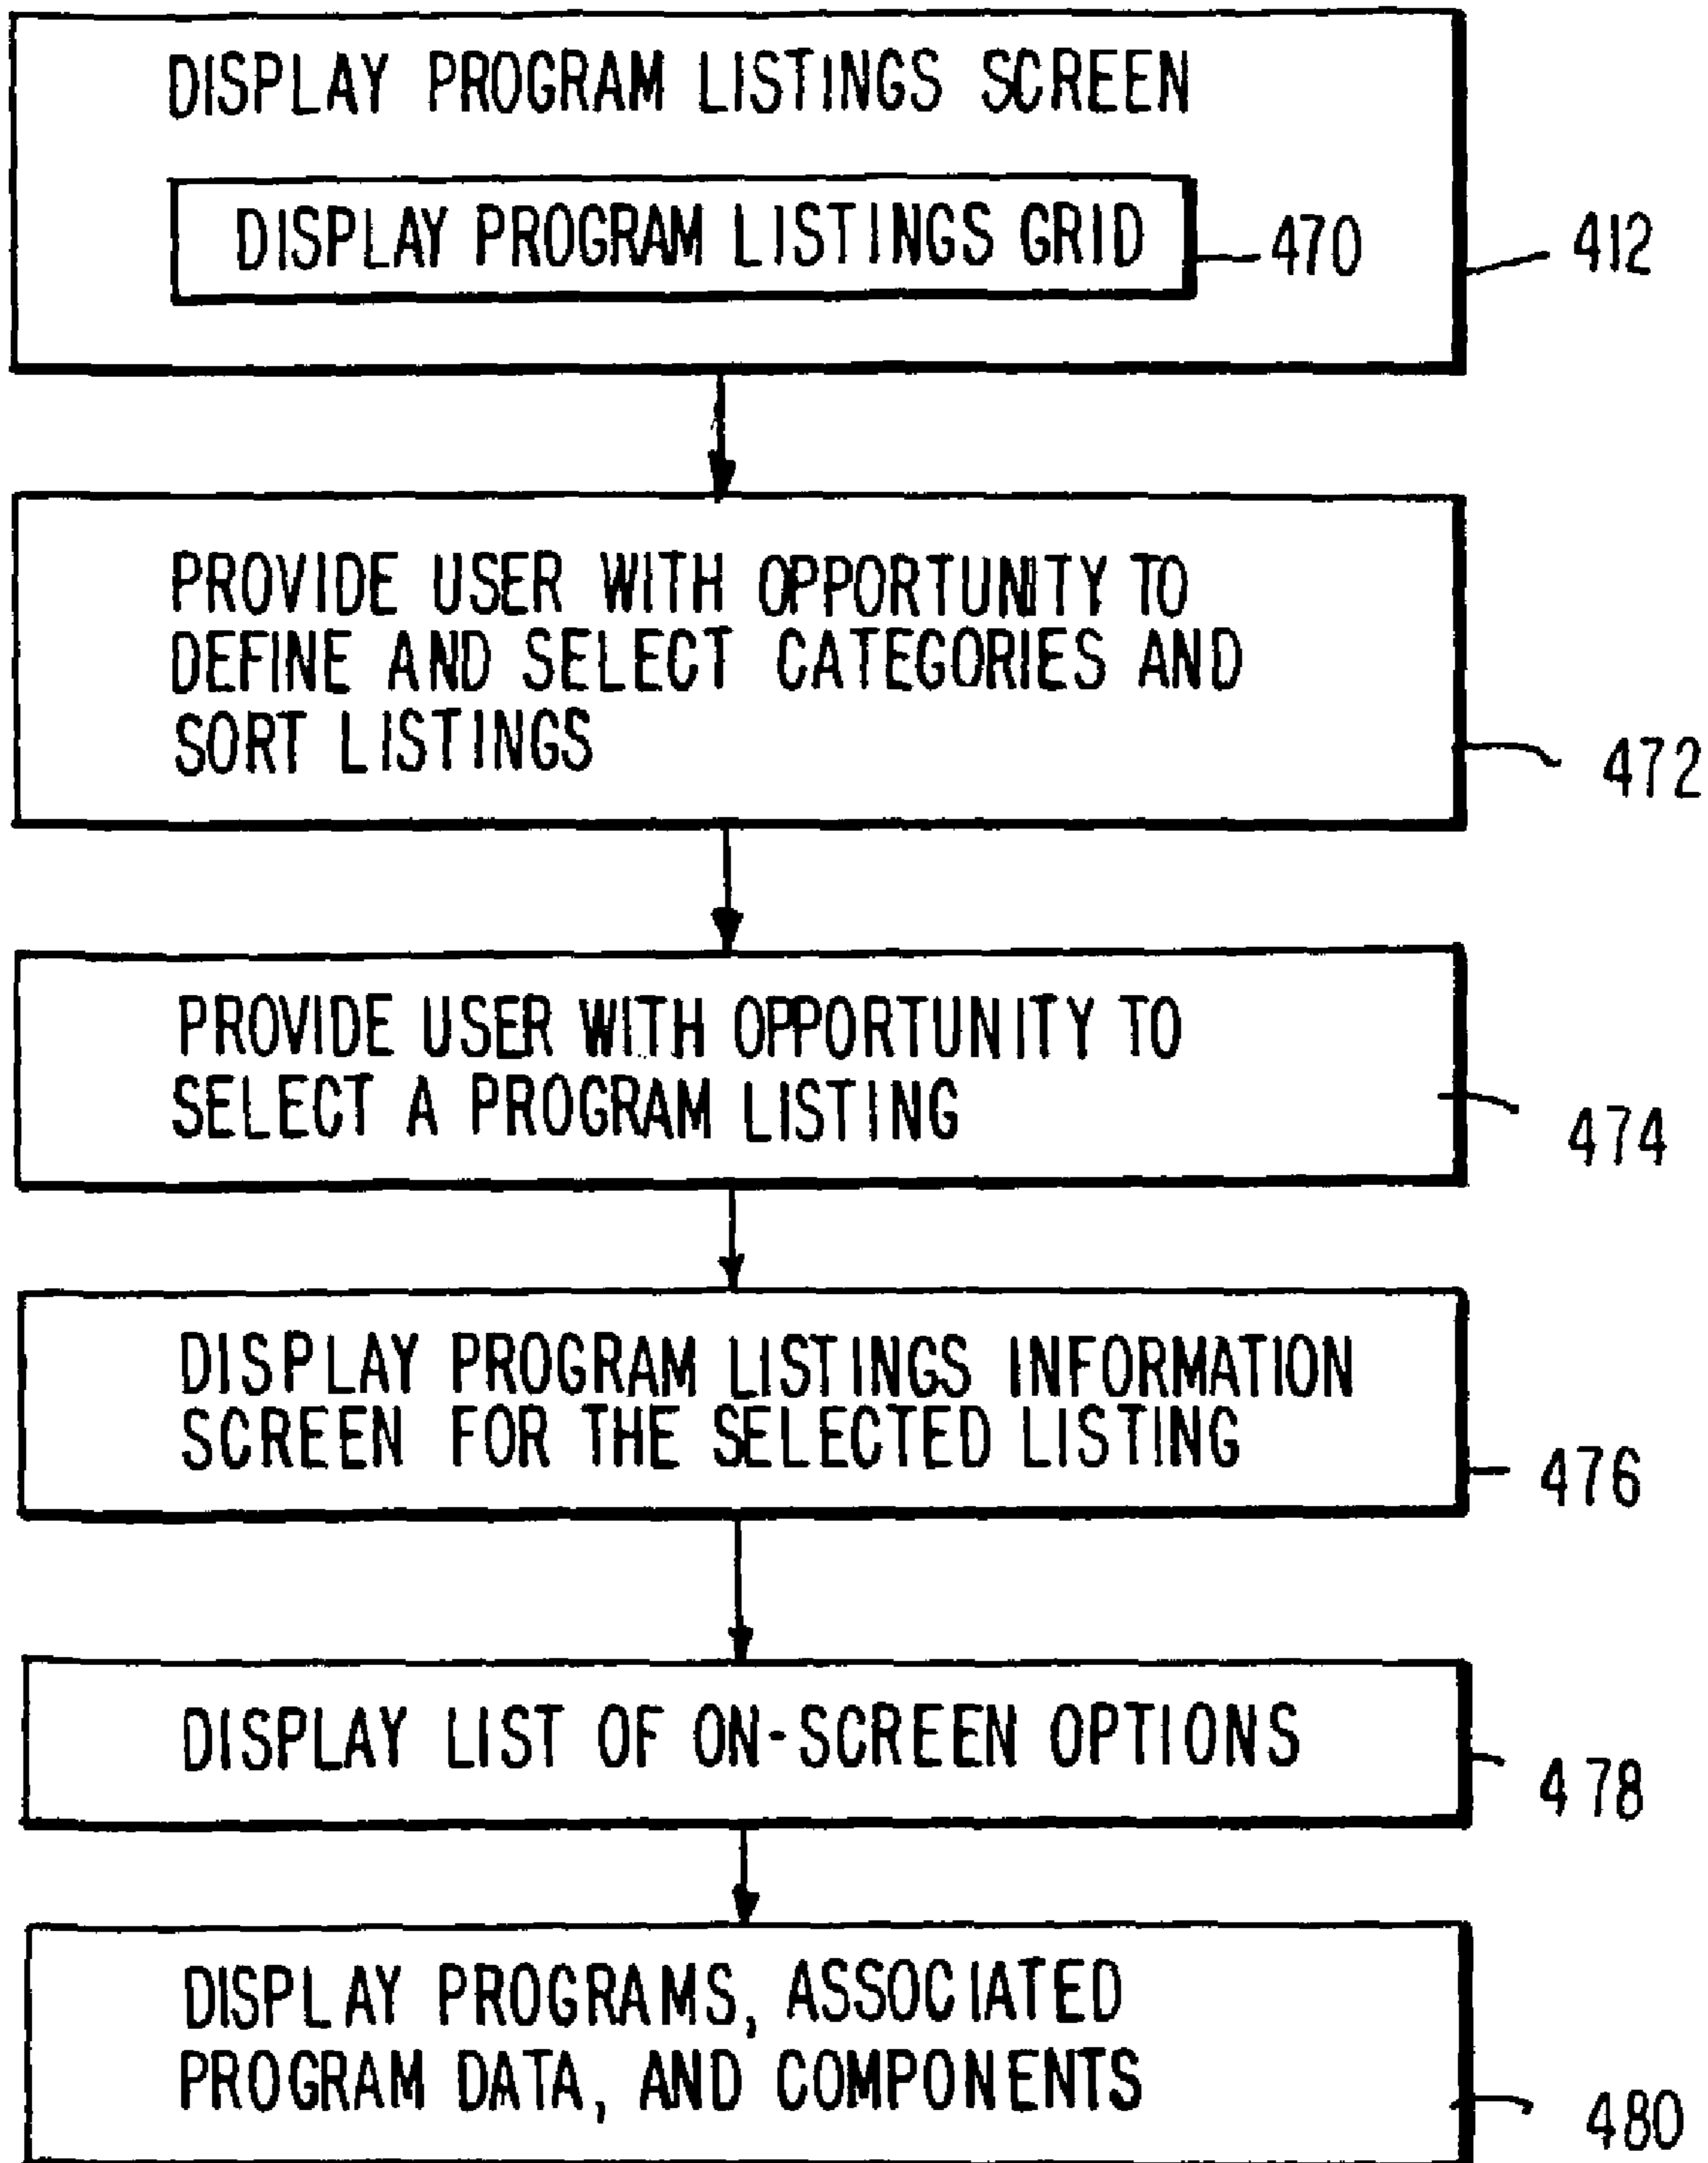 DISPLAY PROGRAM LISTINGS SCREEN
DISPLAY PROGRAM LISTINGS GRID
470
412
PROVIDE USER WITH OPPORTUNITY TO
DEFINE AND SELECT CATEGORIES AND
SORT LISTINGS
472
PROVIDE USER WITH OPPORTUNITY TO
SELECT A PROGRAM LISTING
474
DISPLAY PROGRAM LISTINGS INFORMATION
SCREEN FOR THE SELECTED LISTING
476
DISPLAY LIST OF ON-SCREEN OPTIONS
478
DISPLAY PROGRAMS, ASSOCIATED
PROGRAM DATA, AND COMPONENTS
480